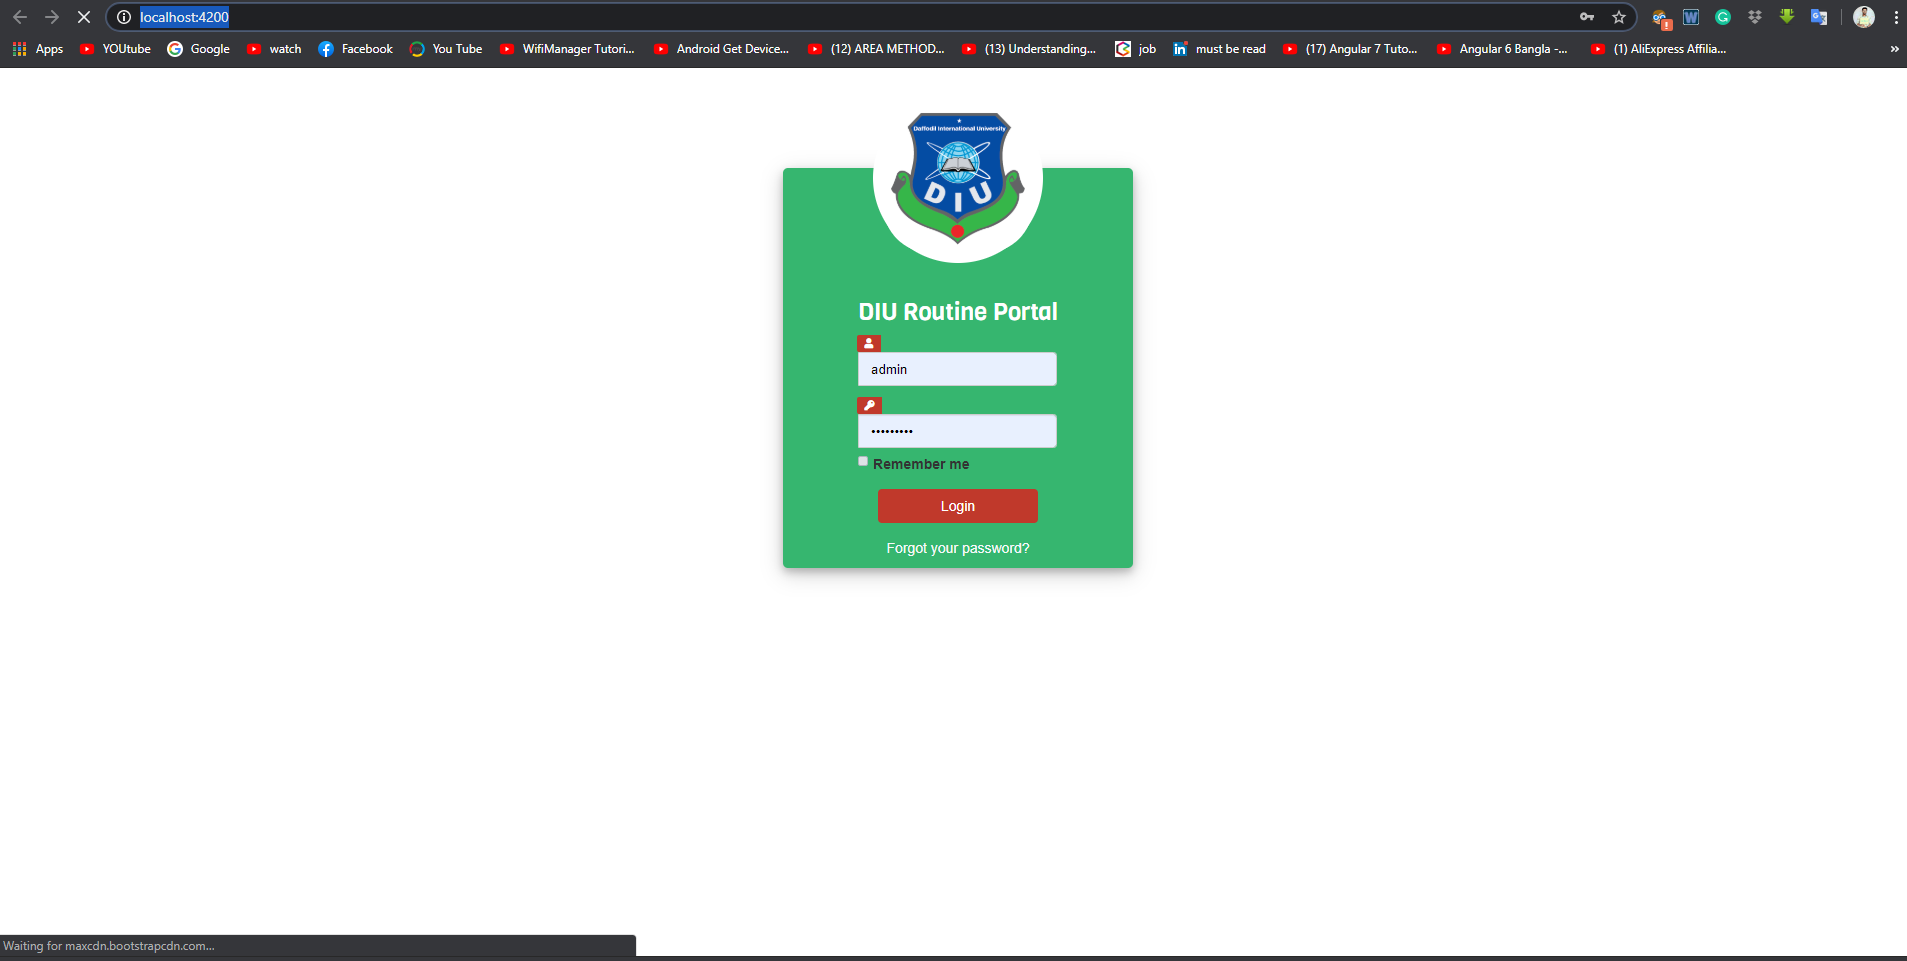 localhost:4200
Apps YOUtube Google watch Facebook You Tube WifiManager Tutori... Android Get Device... (12) AREA METHOD... (13) Understanding... job must be read (17) Angular 7 Tuto... Angular 6 Bangla -... (1) AliExpress Affilia... »
Daffodil International University
DIU
DIU Routine Portal
admin
•••••••••
Remember me
Login
Forgot your password?
Waiting for maxcdn.bootstrapcdn.com...